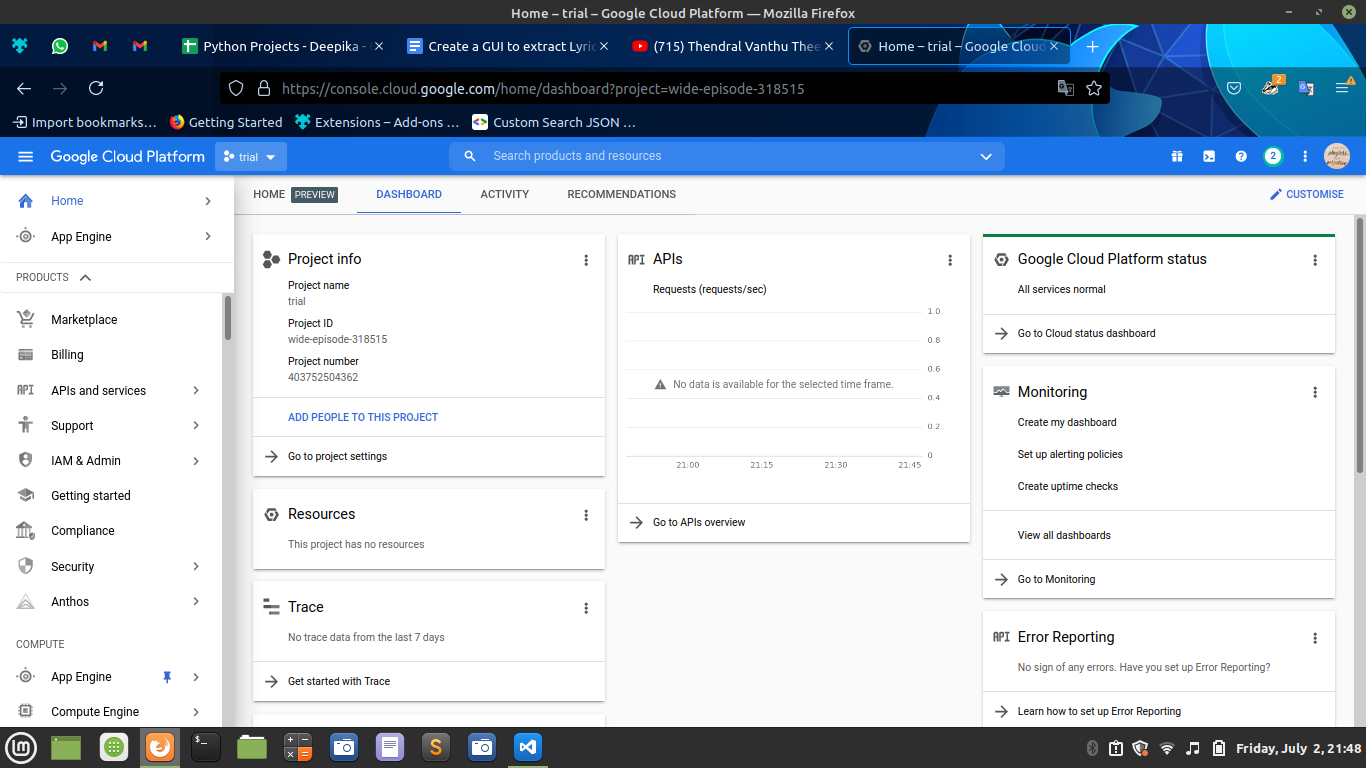 Home – trial – Google Cloud Platform — Mozilla Firefox
Python Projects - Deepika -
Create a GUI to extract Lyric
(715) Thendral Vanthu Thee
Home – trial – Google Cloud
https://console.cloud.google.com/home/dashboard?project=wide-episode-318515
2
Import bookmarks…
Getting Started
Extensions – Add-ons …
Custom Search JSON …
Google Cloud Platform
trial
Search products and resources
2
Home
App Engine
PRODUCTS
Marketplace
Billing
API
APIs and services
Support
IAM & Admin
Getting started
Compliance
Security
Anthos
COMPUTE
App Engine
Compute Engine
HOME
PREVIEW
DASHBOARD
ACTIVITY
RECOMMENDATIONS
CUSTOMISE
Project info
Project name
trial
Project ID
wide-episode-318515
Project number
403752504362
ADD PEOPLE TO THIS PROJECT
Go to project settings
Resources
This project has no resources
Trace
No trace data from the last 7 days
Get started with Trace
API
APIs
Requests (requests/sec)
1.0
0.8
0.6
No data is available for the selected time frame.
0.4
0.2
0
21:00
21:15
21:30
21:45
Go to APIs overview
Google Cloud Platform status
All services normal
Go to Cloud status dashboard
Monitoring
Create my dashboard
Set up alerting policies
Create uptime checks
View all dashboards
Go to Monitoring
API
Error Reporting
No sign of any errors. Have you set up Error Reporting?
Learn how to set up Error Reporting
Friday, July 2, 21:48